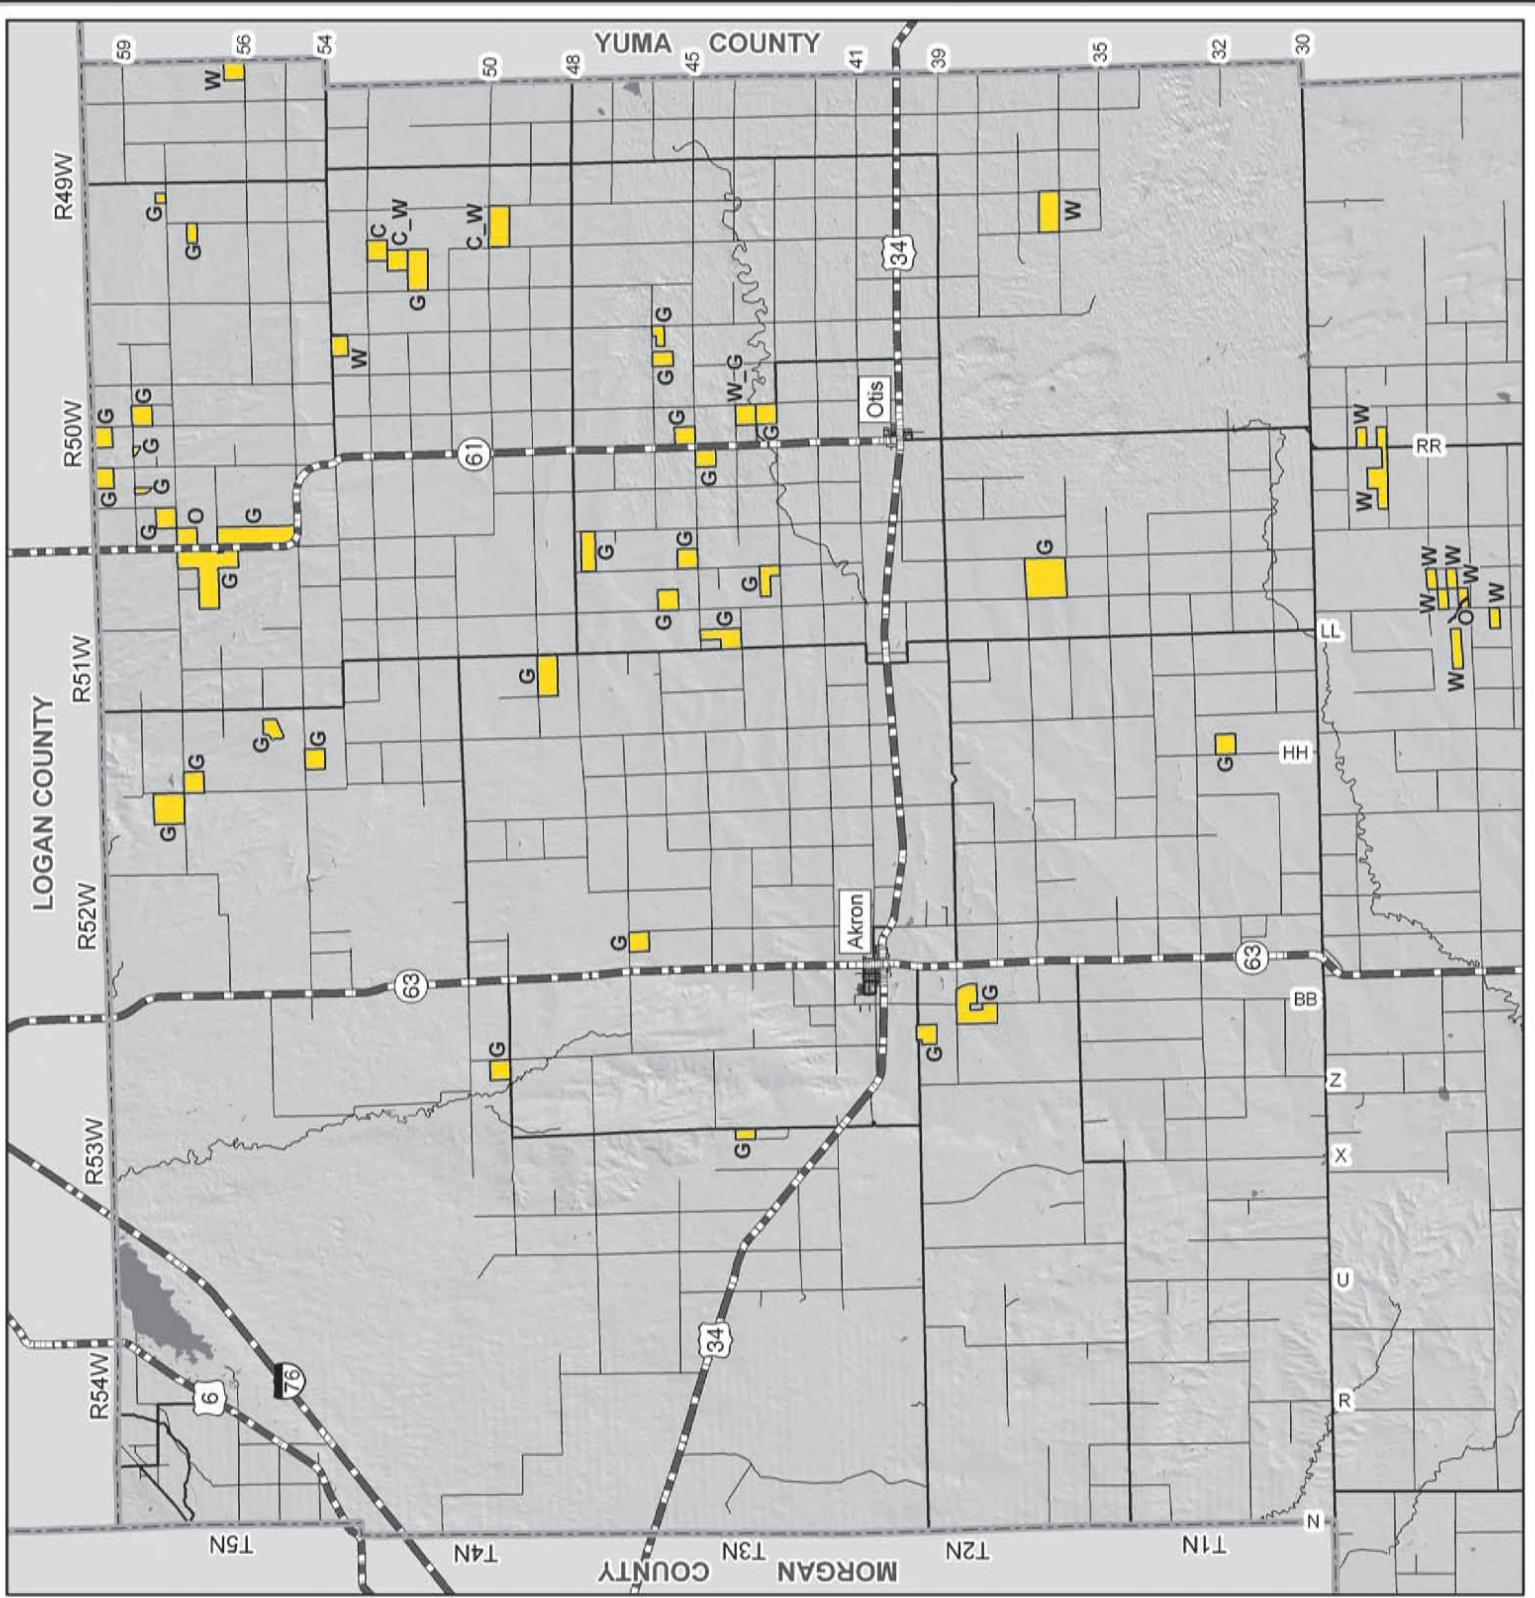 YUMA COUNTY
59
56
54
50
48
45
41
39
35
32
30
W
R49W
G
G
C
C_W
C_W
G
W
34
W
G
G
W
W_G
Otis
R50W
G
G
G
G
G
G
G
G
W
61
RR
G
O
G
G
W
G
G
G
G
W
W
W
W
O
W
G
G
G
LL
R51W
G
W
LOGAN COUNTY
G
G
G
G
G
HH
R52W
Akron
G
63
63
BB
G
G
G
Z
R53W
G
X
U
34
R54W
6
76
R
N
T5N
T4N
T3N
T2N
T1N
MORGAN COUNTY